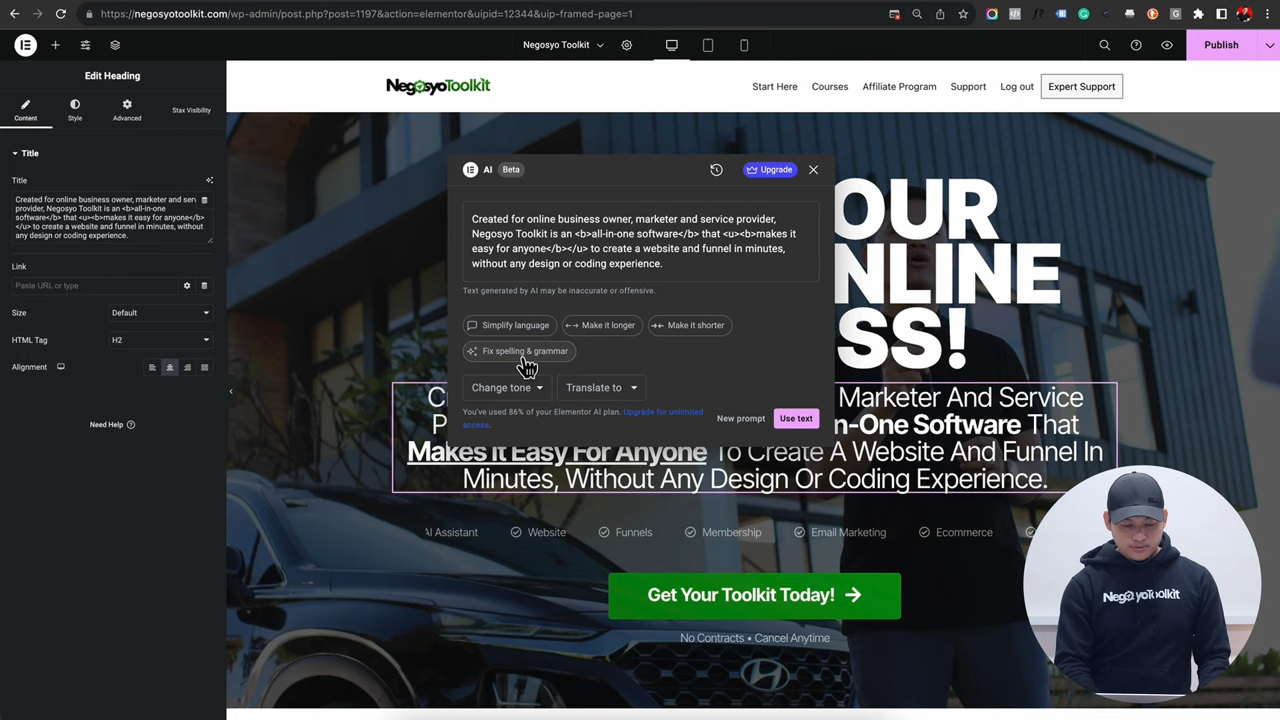 https://negosyotoolkit.com/wp-admin/post.php?post=1197&action=elementor&uipid=12344&uip-framed-page=1
Negosyo Toolkit
Publish
Edit Heading
Content
Style
Advanced
Stax Visibility
Title
Title
Created for online business owner, marketer and serv
provider, Negosyo Toolkit is an <b>all-in-one
software</b> that <u><b>makes it easy for anyone</b>
</u> to create a website and funnel in minutes, without
any design or coding experience.
Link
Paste URL or type
Size
Default
HTML Tag
H2
Alignment
Need Help
NegosyoToolkit
Start Here
Courses
Affiliate Program
Support
Log out
Expert Support
AI
Beta
Upgrade
Created for online business owner, marketer and service provider,
Negosyo Toolkit is an <b>all-in-one software</b> that <u><b>makes it
easy for anyone</b></u> to create a website and funnel in minutes,
without any design or coding experience.
Text generated by AI may be inaccurate or offensive.
Simplify language
Make it longer
Make it shorter
Fix spelling & grammar
Change tone
Translate to
You've used 86% of your Elementor AI plan. Upgrade for unlimited
access.
New prompt
Use text
OUR
NLINE
SS!
C Marketer And Service
P n-One Software That
Makes it Easy For Anyone To Create A Website And Funnel In
Minutes, Without Any Design Or Coding Experience.
AI Assistant
Website
Funnels
Membership
Email Marketing
Ecommerce
Get Your Toolkit Today!
No Contracts • Cancel Anytime
NegosyoToolkit